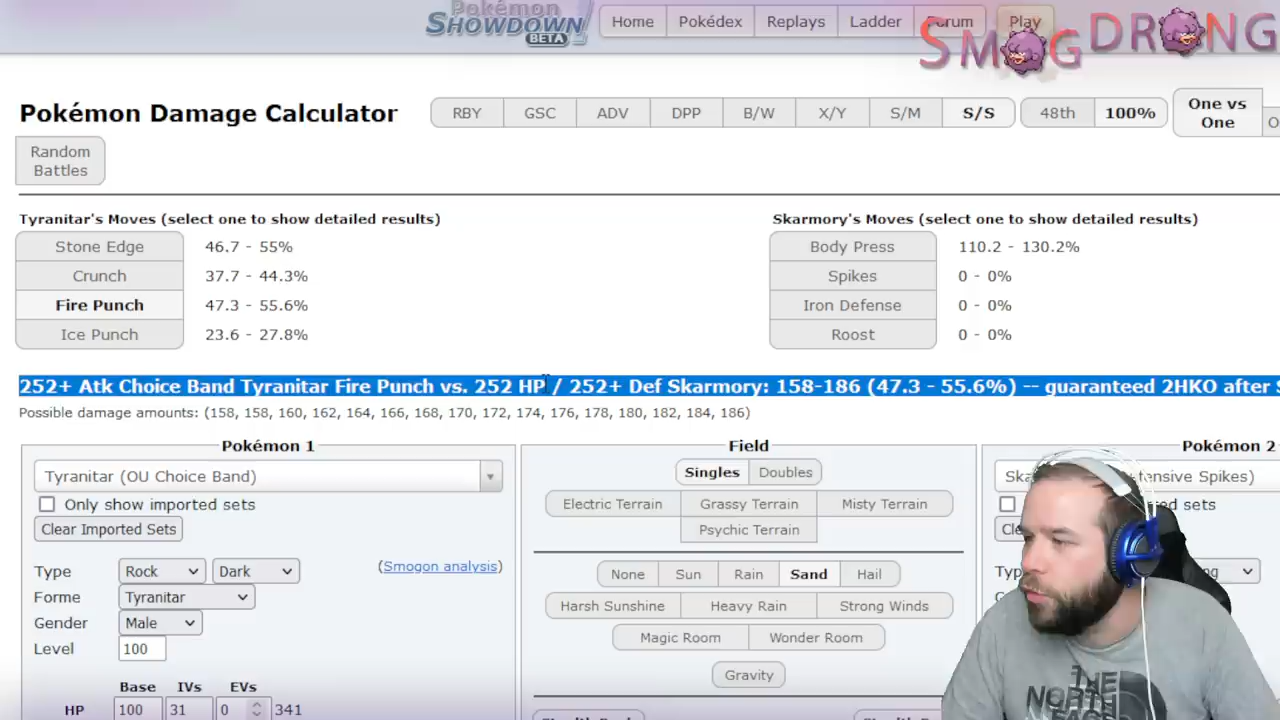 Pokémon
SHOWDOWN
BETA
Home Pokédex Replays Ladder Forum Play
SMOGDRONG
Pokémon Damage Calculator RBY GSC ADV DPP B/W X/Y S/M S/S 48th 100% One vs One
Random Battles
Tyranitar's Moves (select one to show detailed results)
Stone Edge 46.7 - 55%
Crunch 37.7 - 44.3%
Fire Punch 47.3 - 55.6%
Ice Punch 23.6 - 27.8%
Skarmory's Moves (select one to show detailed results)
Body Press 110.2 - 130.2%
Spikes 0 - 0%
Iron Defense 0 - 0%
Roost 0 - 0%
252+ Atk Choice Band Tyranitar Fire Punch vs. 252 HP / 252+ Def Skarmory: 158-186 (47.3 - 55.6%) -- guaranteed 2HKO after
Possible damage amounts: (158, 158, 160, 162, 164, 166, 168, 170, 172, 174, 176, 178, 180, 182, 184, 186)
Pokémon 1
Tyranitar (OU Choice Band)
Only show imported sets
Clear Imported Sets
Type Rock Dark (Smogon analysis)
Forme Tyranitar
Gender Male
Level 100
Base IVs EVs
HP 100 31 0 341
Field
Singles Doubles
Electric Terrain Grassy Terrain Misty Terrain
Psychic Terrain
None Sun Rain Sand Hail
Harsh Sunshine Heavy Rain Strong Winds
Magic Room Wonder Room
Gravity
Pokémon 2
THE
NORTH
FACE